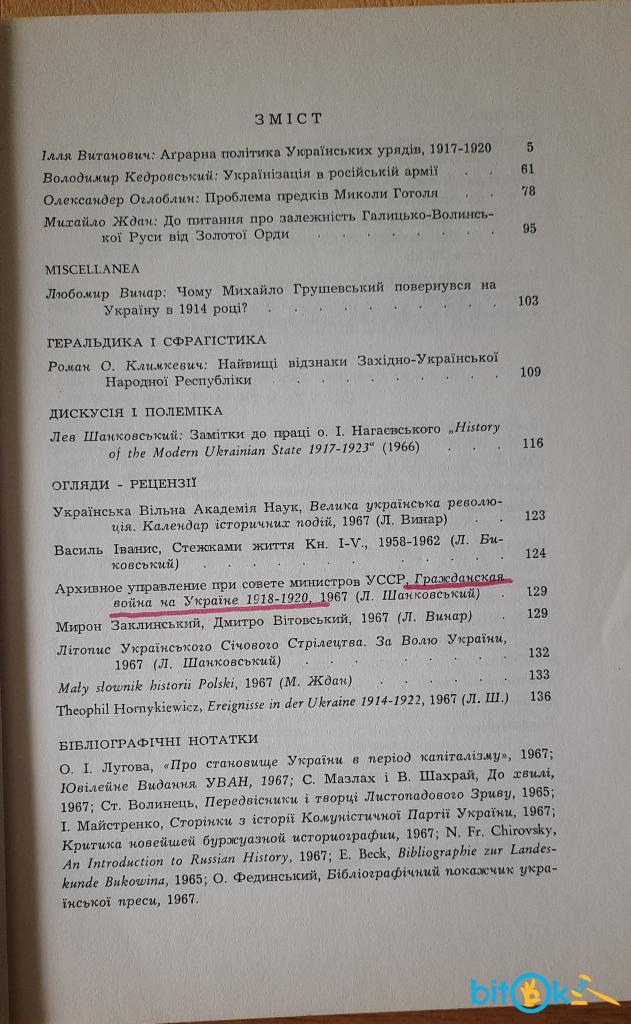 ЗМІСТ
Ілля Витанович: Аґрарна політика Українських урядів, 1917-1920 5
Володимир Кедровський: Українізація в російській армії . . 61
Олександер Оглоблин: Проблема предків Миколи Гоголя . . 78
Михайло Ждан: До питання про залежність Галицько-Волинсь-
кої Руси від Золотої Орди . . . . . . . 95
MISCELLANEA
Любомир Винар: Чому Михайло Грушевський повернувся на
Україну в 1914 році? . . . . . . . . . 103
ГЕРАЛЬДИКА І СФРАГІСТИКА
Роман О. Климкевич: Найвищі відзнаки Західно-Української
Народної Республіки . . . . . . . . 109
ДИСКУСІЯ І ПОЛЕМІКА
Лев Шанковський: Замітки до праці о. І. Нагаєвського „History
of the Modern Ukrainian State 1917-1923“ (1966) . . . 116
ОГЛЯДИ - РЕЦЕНЗІЇ
Українська Вільна Академія Наук, Велика українська револю-
ція. Календар історичних подій, 1967 (Л. Винар) . . 123
Василь Іванис, Стежками життя Кн. I-V., 1958-1962 (Л. Би-
ковський) . . . . . . . . . . . 124
Архивное управление при совете министров УССР, Гражданская
война на Украине 1918-1920, 1967 (Л. Шанковський) . 129
Мирон Заклинський, Дмитро Вітовський, 1967 (Л. Винар) . 129
Літопис Українського Січового Стрілецтва. За Волю України,
1967 (Л. Шанковський) . . . . . . . . 132
Mały słownik historii Polski, 1967 (М. Ждан) . . . . . 133
Theophil Hornykiewicz, Ereignisse in der Ukraine 1914-1922, 1967 (Л. Ш.) 136
БІБЛІОГРАФІЧНІ НОТАТКИ
О. І. Лугова, «Про становище України в період капіталізму», 1967;
Ювілейне Видання УВАН, 1967; С. Мазлах і В. Шахрай, До хвилі,
1967; Ст. Волинець, Передвісники і творці Листопадового Зриву, 1965;
І. Майстренко, Сторінки з історії Комуністичної Партії України, 1967;
Критика новейшей буржуазной историографии, 1967; N. Fr. Chirovsky,
An Introduction to Russian History, 1967; E. Beck, Bibliographie zur Landes-
kunde Bukowina, 1965; О. Фединський, Бібліографічний покажчик укра-
їнської преси, 1967.
bitok